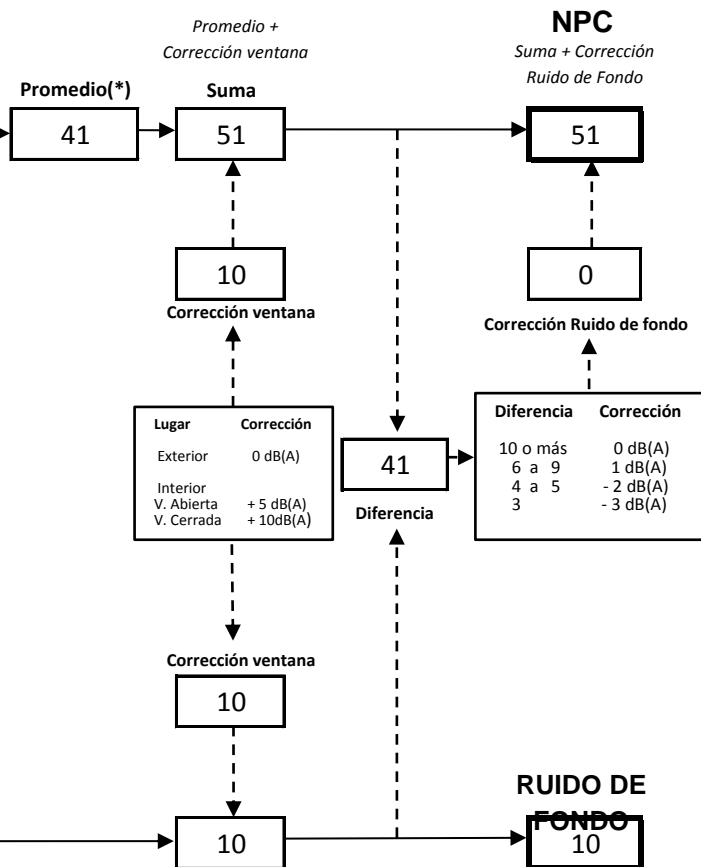 Promedio +
Corrección ventana
NPC
Suma + Corrección
Ruido de Fondo
Promedio(*)
Suma
41
51
51
10
0
Corrección ventana
Corrección Ruido de fondo
Lugar Corrección
Exterior 0 dB(A)
Interior
V. Abierta + 5 dB(A)
V. Cerrada + 10dB(A)
41
Diferencia
Diferencia Corrección
10 o más 0 dB(A)
6 a 9 1 dB(A)
4 a 5 - 2 dB(A)
3 - 3 dB(A)
Corrección ventana
10
RUIDO DE
FONDO
10
10